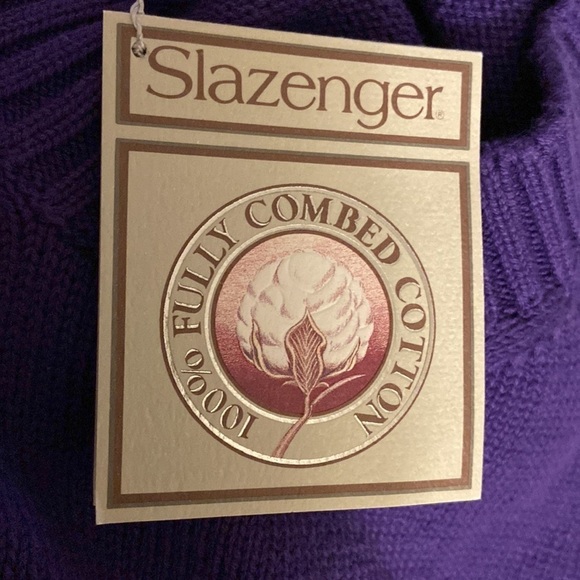 Slazenger®
100% FULLY COMBED COTTON